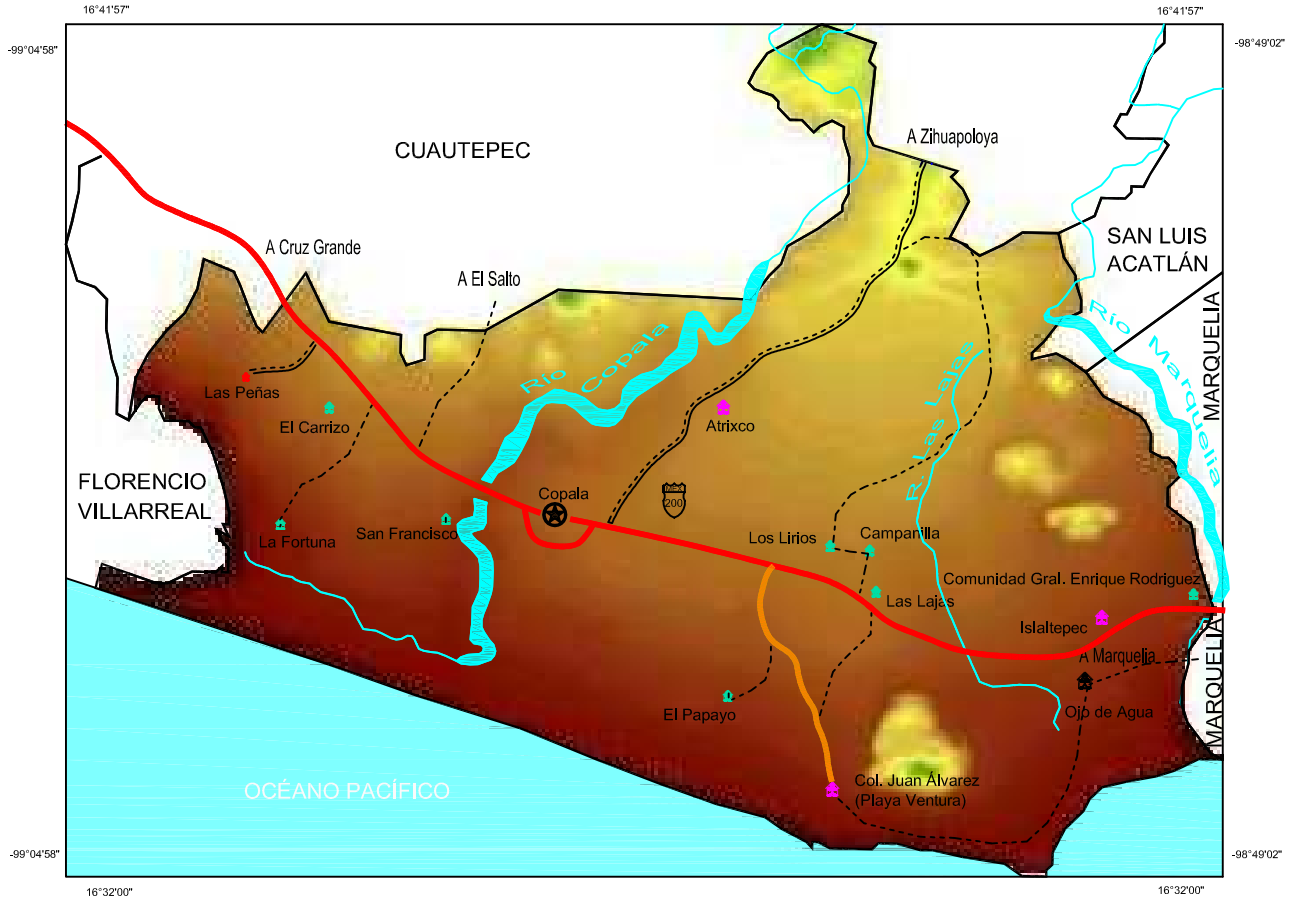 16°41'57"
16°41'57"
-99°04'58"
-98°49'02"
CUAUTEPEC
A Zihuapoloya
A Cruz Grande
A El Salto
SAN LUIS
ACATLÁN
MARQUELIA
Río Marquelia
Río Copala
R. Las Lajas
Las Peñas
El Carrizo
Atrixco
FLORENCIO
VILLARREAL
Copala
MEX
200
La Fortuna
San Francisco
Los Lirios
Campanilla
Comunidad Gral. Enrique Rodriguez
Las Lajas
Islaltepec
A Marquelia
MARQUELIA
El Papayo
Ojo de Agua
Col. Juan Álvarez
(Playa Ventura)
OCÉANO PACÍFICO
-99°04'58"
-98°49'02"
16°32'00"
16°32'00"